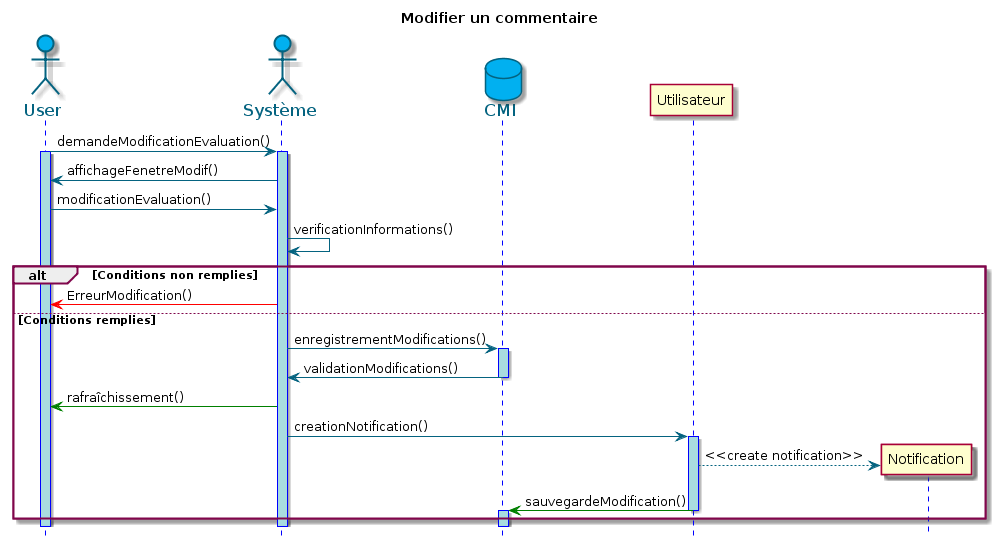 Modifier un commentaire
User
Système
CMI
Utilisateur
demandeModificationEvaluation()
affichageFenetreModif()
modificationEvaluation()
verificationInformations()
alt [Conditions non remplies]
ErreurModification()
[Conditions remplies]
enregistrementModifications()
validationModifications()
rafraîchissement()
creationNotification()
<<create notification>>
Notification
sauvegardeModification()